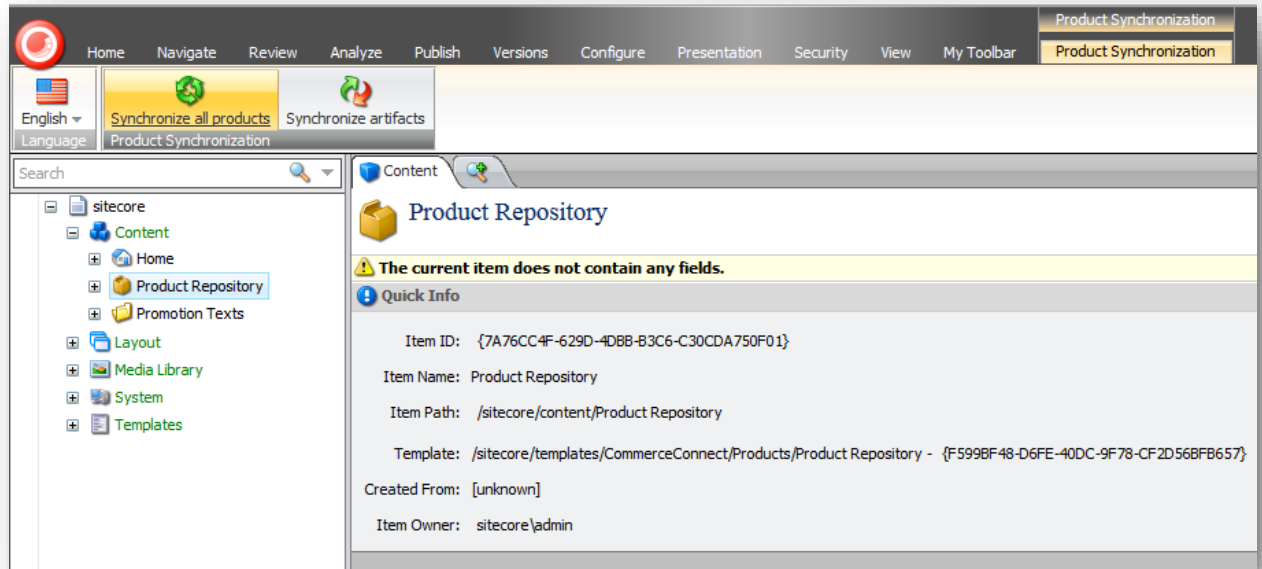 Product Synchronization
Home Navigate Review Analyze Publish Versions Configure Presentation Security View My Toolbar Product Synchronization
English Synchronize all products Synchronize artifacts
Language Product Synchronization
Search
Content
sitecore
Content
Home
Product Repository
Promotion Texts
Layout
Media Library
System
Templates
Product Repository
The current item does not contain any fields.
Quick Info
Item ID: {7A76CC4F-629D-4DBB-B3C6-C30CDA750F01}
Item Name: Product Repository
Item Path: /sitecore/content/Product Repository
Template: /sitecore/templates/CommerceConnect/Products/Product Repository - {F599BF48-D6FE-40DC-9F78-CF2D56BFB657}
Created From: [unknown]
Item Owner: sitecore\admin